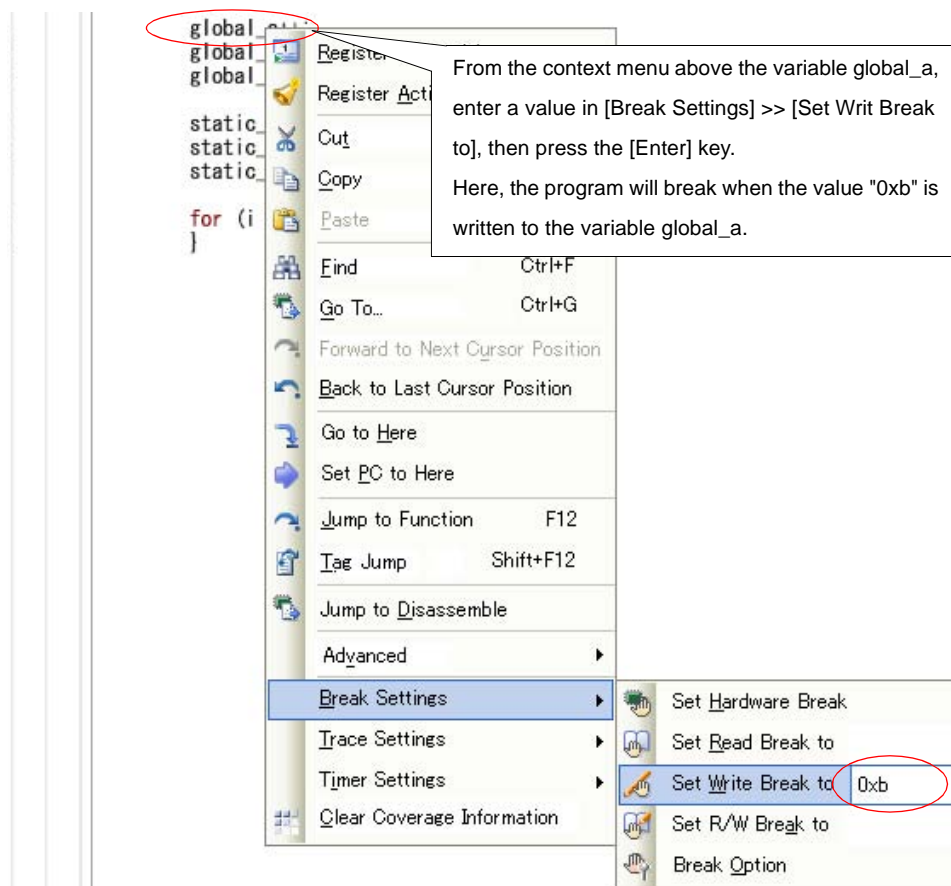 global_
global_
global_
static_
static_
static_
for (i
}
From the context menu above the variable global_a,
enter a value in [Break Settings] >> [Set Writ Break
to], then press the [Enter] key.
Here, the program will break when the value "0xb" is
written to the variable global_a.
Register
Register Acti
Cut
Copy
Paste
Find Ctrl+F
Go To... Ctrl+G
Forward to Next Cursor Position
Back to Last Cursor Position
Go to Here
Set PC to Here
Jump to Function F12
Tag Jump Shift+F12
Jump to Disassemble
Advanced
Break Settings
Trace Settings
Timer Settings
Clear Coverage Information
Set Hardware Break
Set Read Break to
Set Write Break to 0xb
Set R/W Break to
Break Option